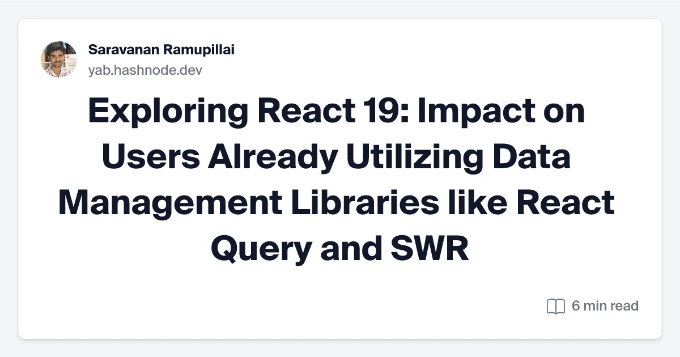 Saravanan Ramupillai
yab.hashnode.dev
Exploring React 19: Impact on
Users Already Utilizing Data
Management Libraries like React
Query and SWR
6 min read